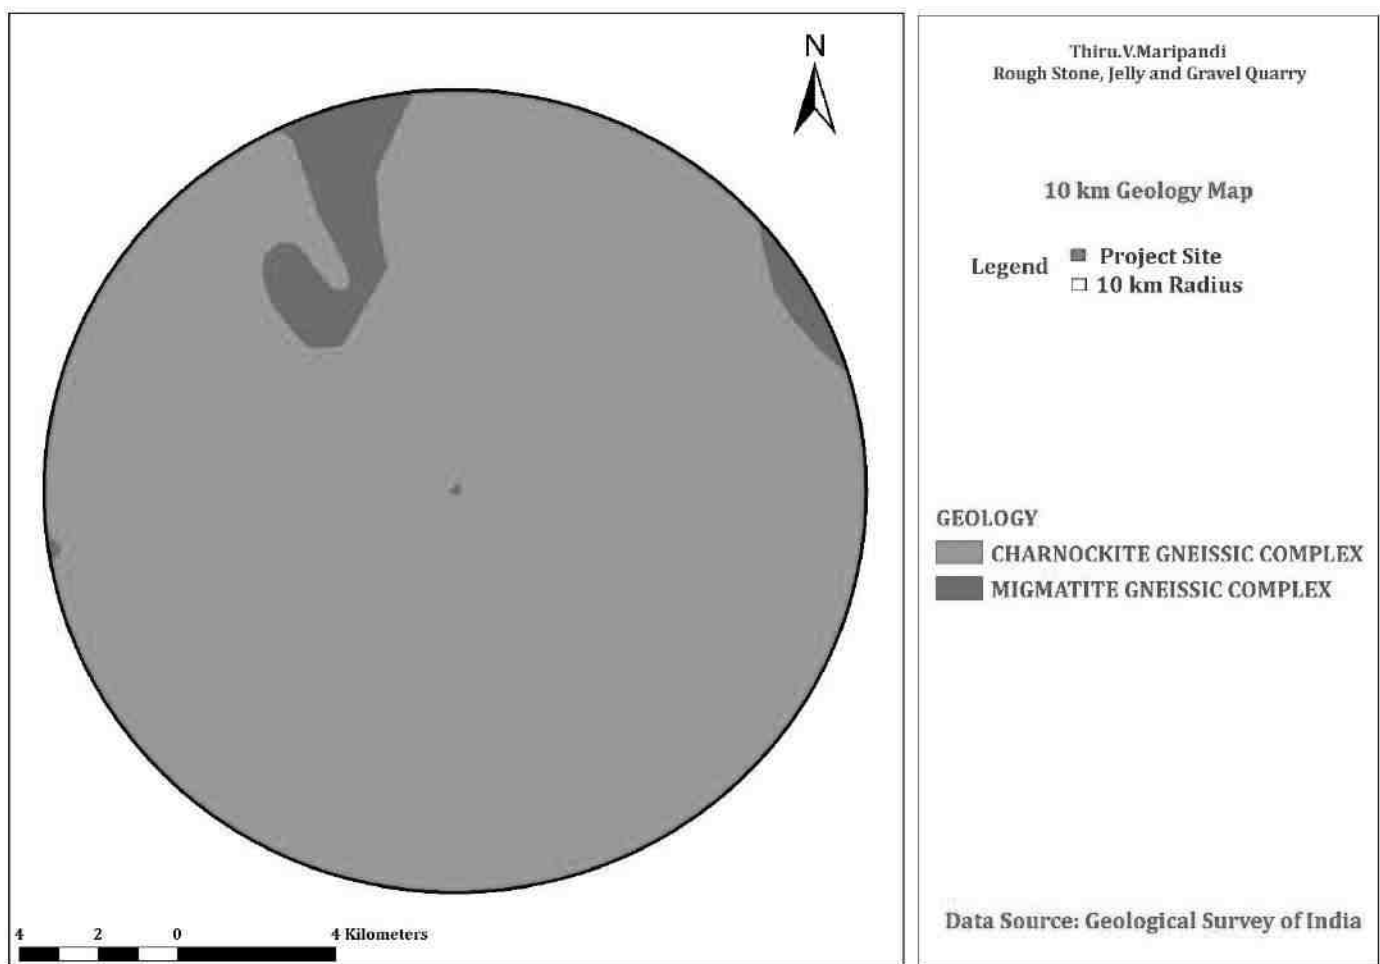 N
4 2 0 4 Kilometers
Thiru.V.Maripandi
Rough Stone, Jelly and Gravel Quarry
10 km Geology Map
Legend
Project Site
10 km Radius
GEOLOGY
CHARNOCKITE GNEISSIC COMPLEX
MIGMATITE GNEISSIC COMPLEX
Data Source: Geological Survey of India